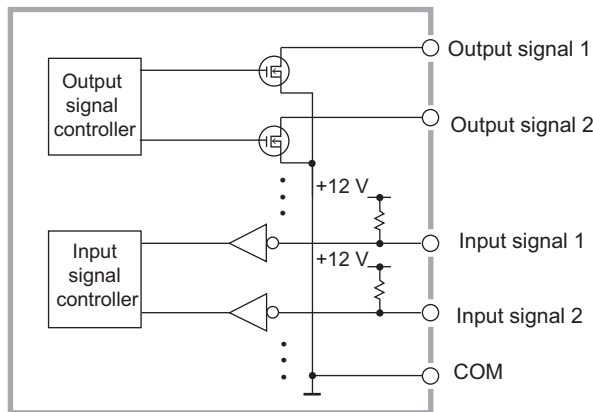 Output signal 1
Output
signal
controller
Output signal 2
+12 V
Input signal 1
Input
signal
controller
+12 V
Input signal 2
COM